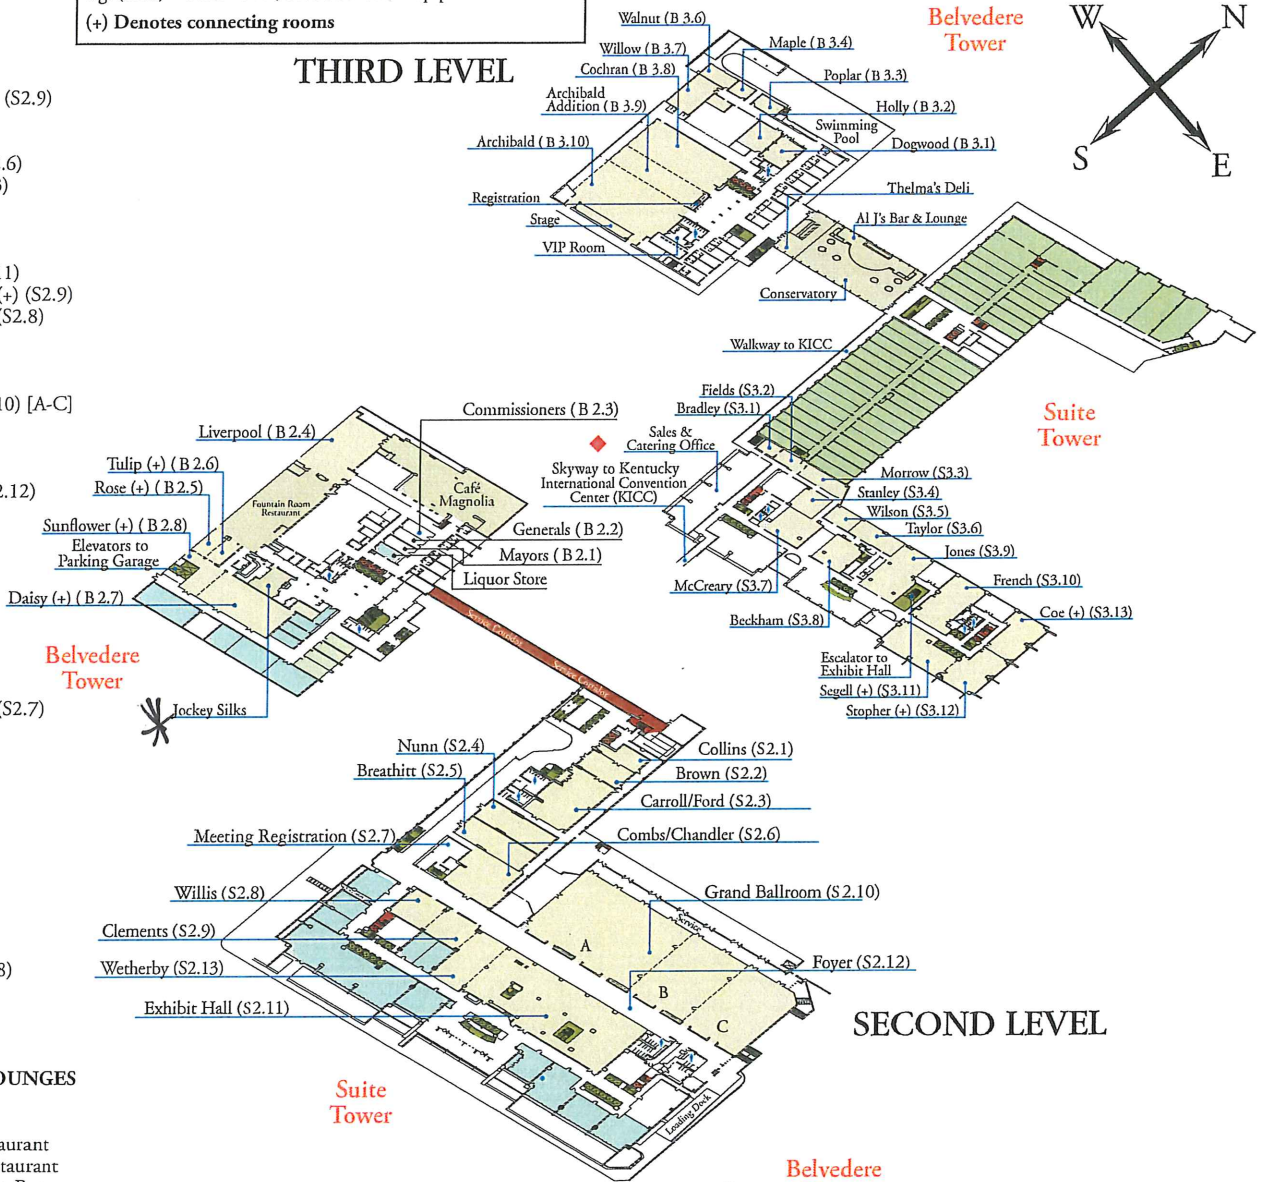 (+) Denotes connecting rooms
THIRD LEVEL
Belvedere
Tower
W
N
S
E
Walnut (B 3.6)
Willow (B 3.7)
Cochran (B 3.8)
Archibald
Addition (B 3.9)
Archibald (B 3.10)
Registration
Stage
VIP Room
Maple (B 3.4)
Poplar (B 3.3)
Holly (B 3.2)
Swimming
Pool
Dogwood (B 3.1)
Thelma's Deli
Al J's Bar & Lounge
Conservatory
Walkway to KICC
Fields (S3.2)
Bradley (S3.1)
Sales &
Catering Office
Skyway to Kentucky
International Convention
Center (KICC)
Suite
Tower
Morrow (S3.3)
Stanley (S3.4)
Wilson (S3.5)
Taylor (S3.6)
Jones (S3.9)
French (S3.10)
Coe (+) (S3.13)
McCreary (S3.7)
Beckham (S3.8)
Escalator to
Exhibit Hall
Segell (+) (S3.11)
Stopher (+) (S3.12)
(S2.9)
.6)
(+) (S2.9)
(S2.8)
10) [A-C]
2.12)
(S2.7)
8)
OUNGES
aurant
taurant
Commissioners (B 2.3)
Liverpool (B 2.4)
Tulip (+) (B 2.6)
Rose (+) (B 2.5)
Sunflower (+) (B 2.8)
Elevators to
Parking Garage
Daisy (+) (B 2.7)
Fountain Room
Restaurant
Café
Magnolia
Generals (B 2.2)
Mayors (B 2.1)
Liquor Store
Belvedere
Tower
Jockey Silks
Service Corridor
Service Corridor
Nunn (S2.4)
Breathitt (S2.5)
Meeting Registration (S2.7)
Willis (S2.8)
Clements (S2.9)
Wetherby (S2.13)
Exhibit Hall (S2.11)
Collins (S2.1)
Brown (S2.2)
Carroll/Ford (S2.3)
Combs/Chandler (S2.6)
Grand Ballroom (S2.10)
Service
Foyer (S2.12)
A
B
C
SECOND LEVEL
Suite
Tower
Loading Dock
Belvedere